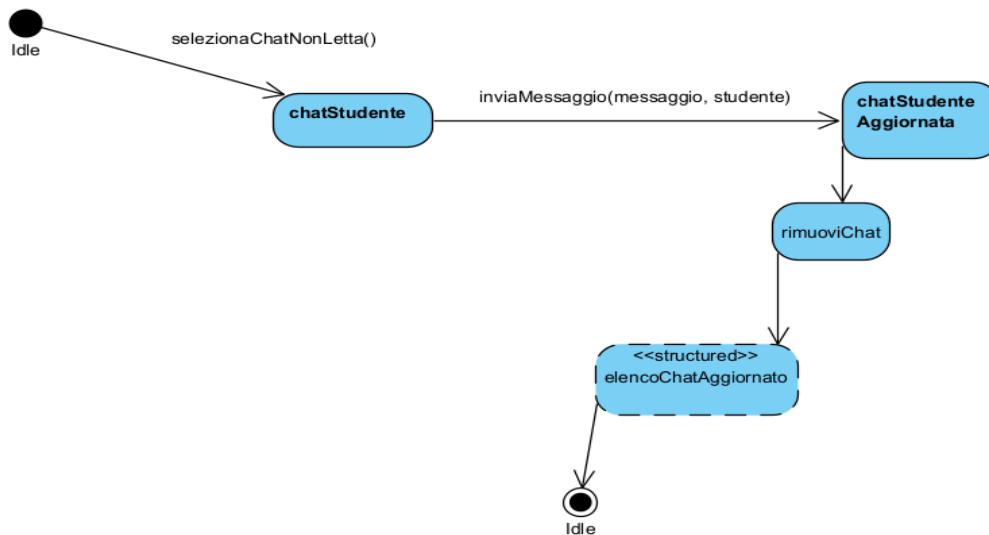 Idle
selezionaChatNonLetta()
chatStudente
inviaMessaggio(messaggio, studente)
chatStudente
Aggiornata
rimuoviChat
<<structured>>
elencoChatAggiornato
Idle